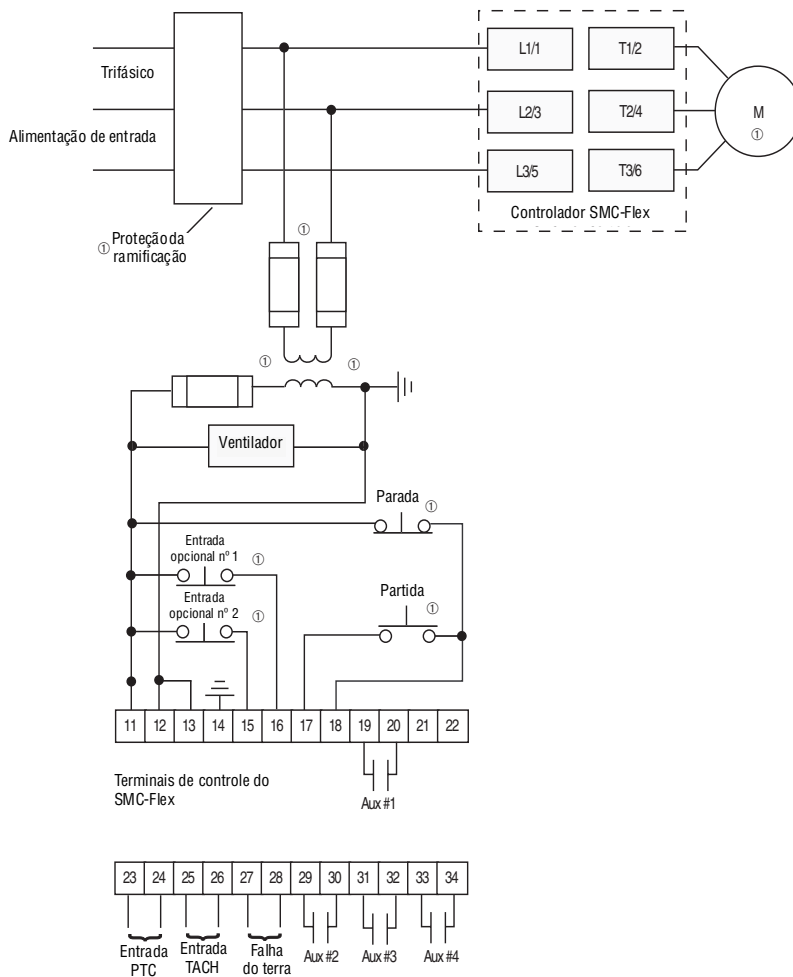 Trifásico
Alimentação de entrada
① Proteção da
ramificação
L1/1
T1/2
L2/3
T2/4
L3/5
T3/6
M
①
Controlador SMC-Flex
①
①
①
Ventilador
Parada
①
Entrada
opcional nº 1
①
Entrada
opcional nº 2
①
Partida
①
11 12 13 14 15 16 17 18 19 20 21 22
Terminais de controle do
SMC-Flex
Aux #1
23 24 25 26 27 28 29 30 31 32 33 34
Entrada
PTC
Entrada
TACH
Falha
do terra
Aux #2
Aux #3
Aux #4